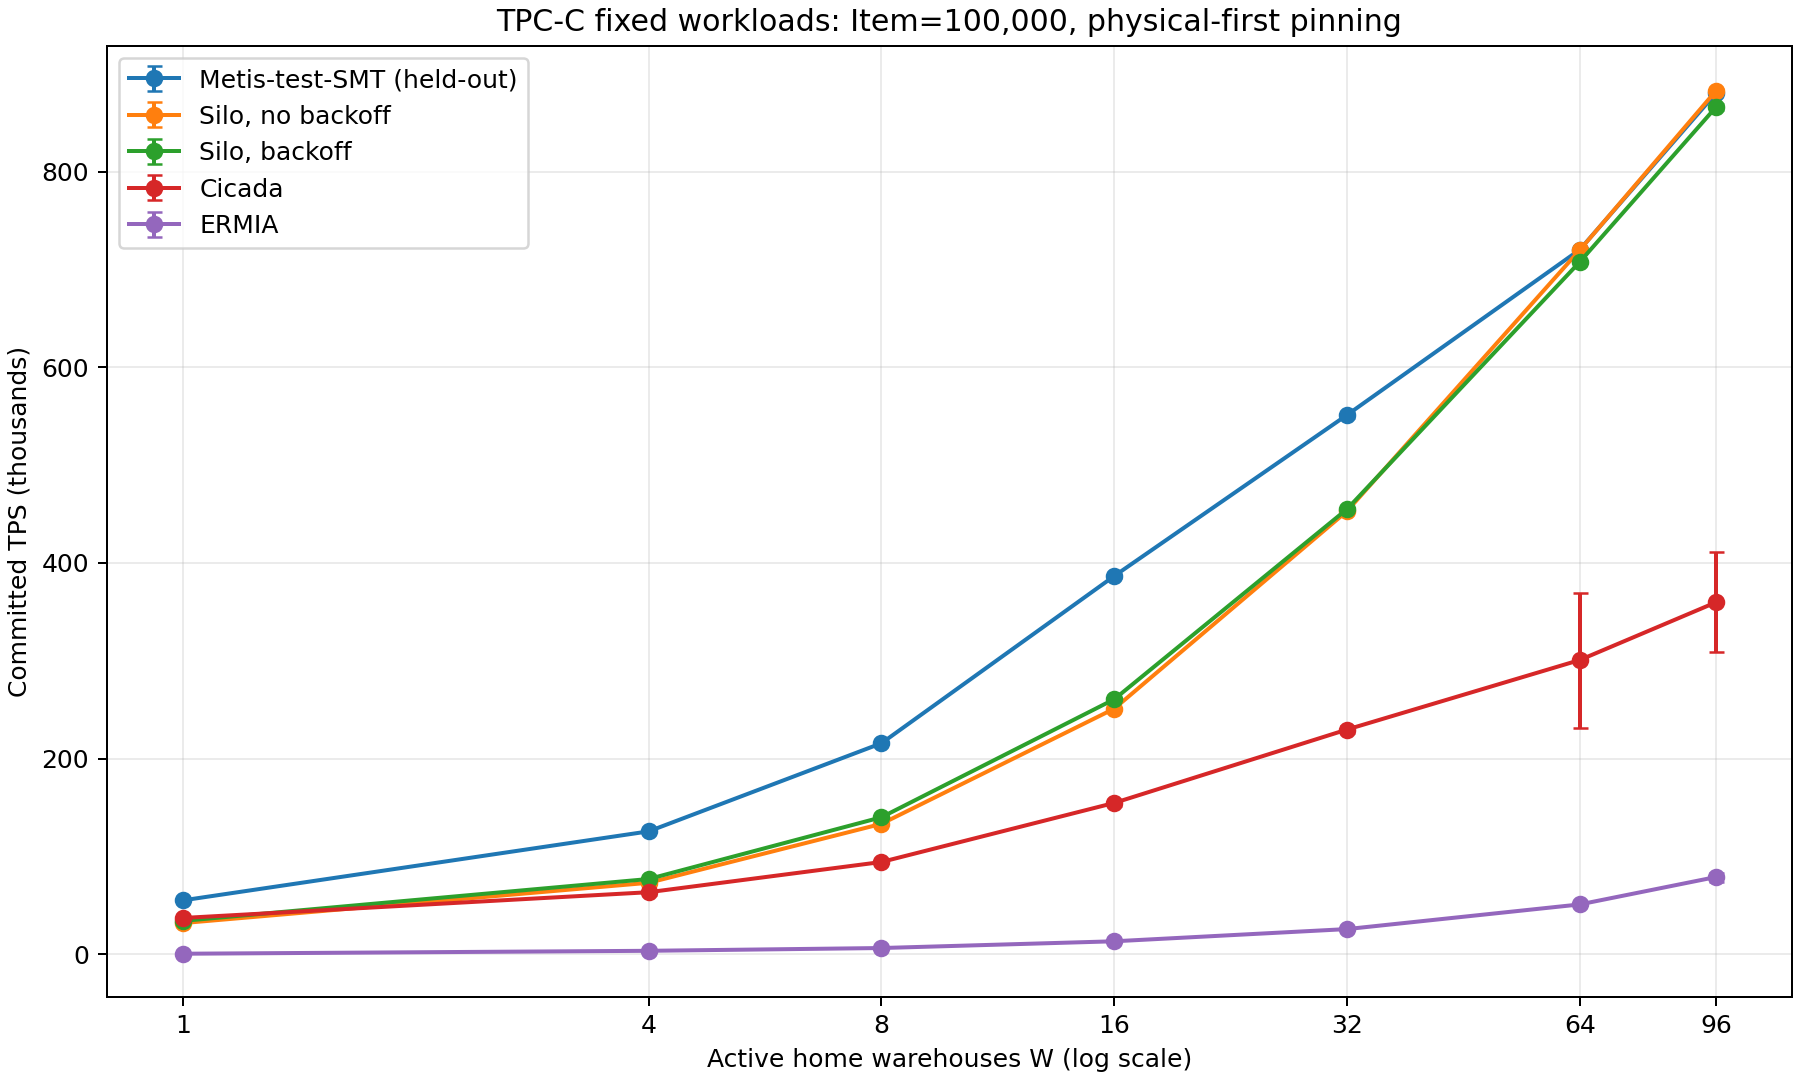 TPC-C fixed workloads: Item=100,000, physical-first pinning
Metis-test-SMT (held-out)
Silo, no backoff
Silo, backoff
Cicada
ERMIA
Committed TPS (thousands)
800
600
400
200
0
1 4 8 16 32 64 96
Active home warehouses W (log scale)